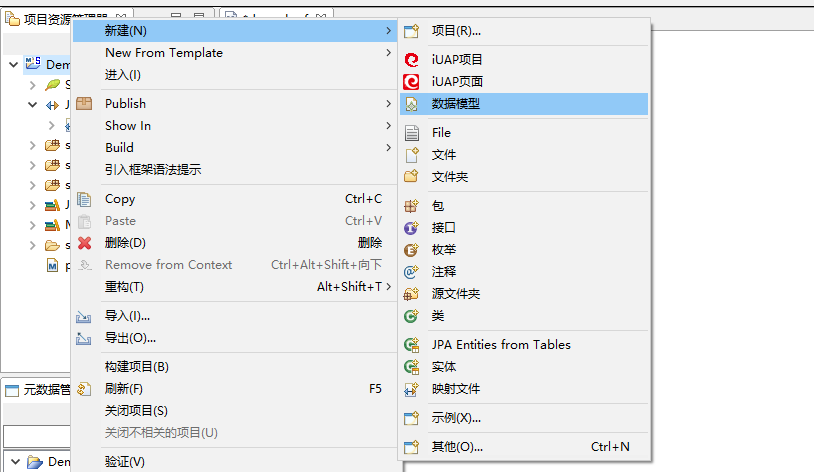 项目资源管理器
新建(N)
New From Template
进入(I)
Publish
Show In
Build
引入框架语法提示
Copy Ctrl+C
Paste Ctrl+V
删除(D) 删除
Remove from Context Ctrl+Alt+Shift+向下
重构(T) Alt+Shift+T
导入(I)...
导出(O)...
构建项目(B)
刷新(F) F5
关闭项目(S)
关闭不相关的项目(U)
验证(V)
项目(R)...
iUAP项目
iUAP页面
数据模型
File
文件
文件夹
包
接口
枚举
注释
源文件夹
类
JPA Entities from Tables
实体
映射文件
示例(X)...
其他(O)... Ctrl+N
Dem
S
J
s
s
s
J
M
s
p
元数据管
Dem